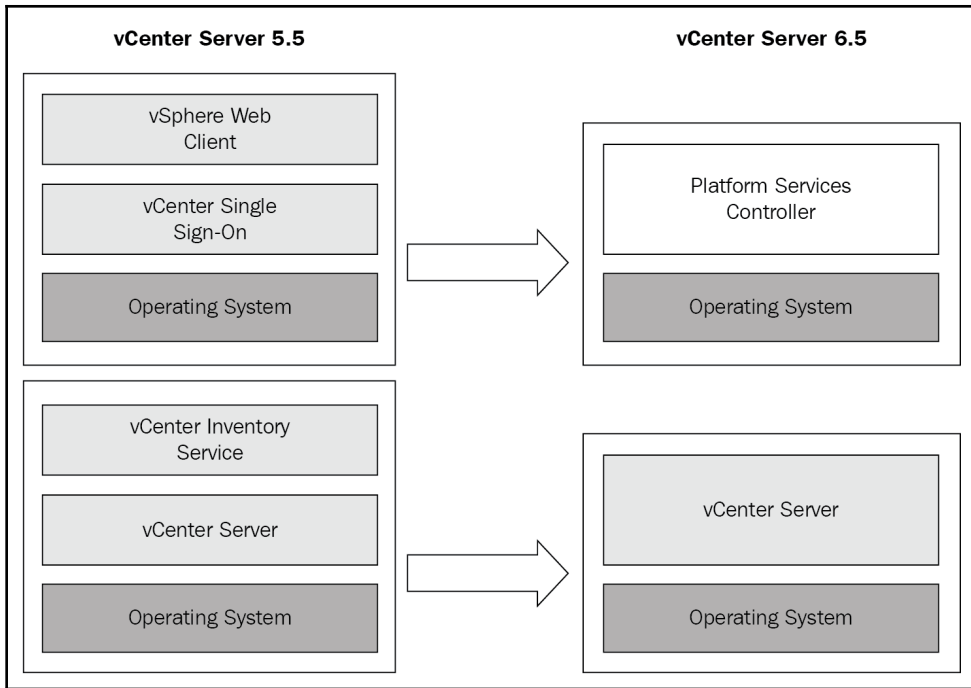 vCenter Server 5.5
vSphere Web
Client
vCenter Single
Sign-On
Operating System
vCenter Inventory
Service
vCenter Server
Operating System
vCenter Server 6.5
Platform Services
Controller
Operating System
vCenter Server
Operating System